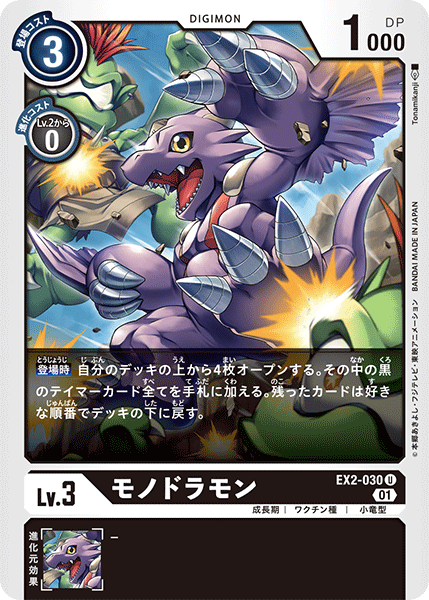 登場コスト
3
DIGIMON
1000
DP
進化コスト
Lv.2から
0
Tonamikanji
©本郷あきよし・フジテレビ・東映アニメーション BANDAI MADE IN JAPAN
登場時 自分のデッキの上から4枚オープンする。その中の黒
のテイマーカード全てを手札に加える。残ったカードは好き
な順番でデッキの下に戻す。
Lv.3
モノドラモン
EX2-030 U
01
成長期 | ワクチン種 | 小竜型
進化元効果
–